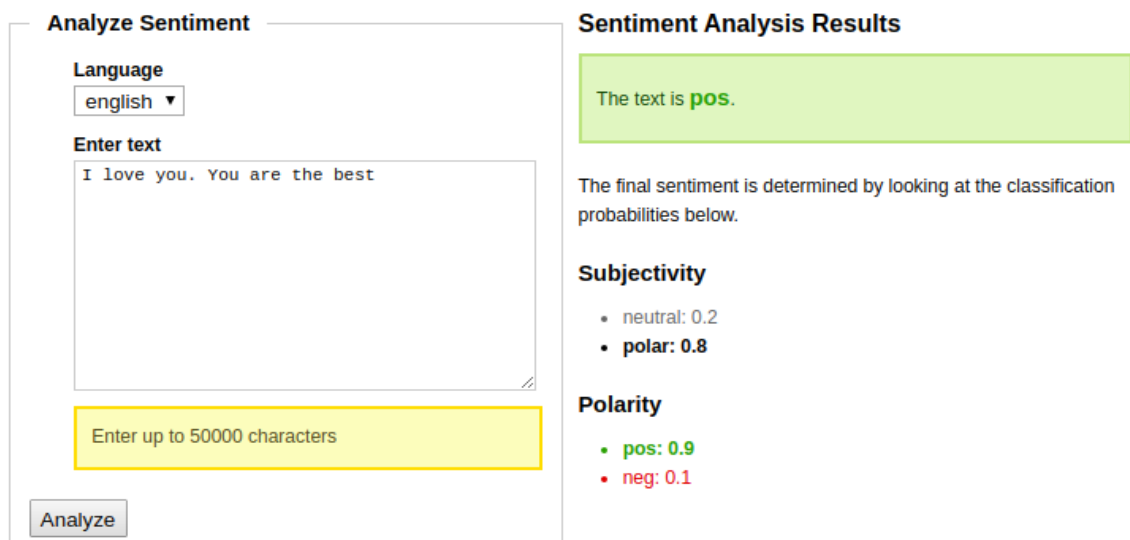 Analyze Sentiment
Language
english
Enter text
I love you. You are the best
Enter up to 50000 characters
Analyze
Sentiment Analysis Results
The text is pos.
The final sentiment is determined by looking at the classification
probabilities below.
Subjectivity
neutral: 0.2
polar: 0.8
Polarity
pos: 0.9
neg: 0.1